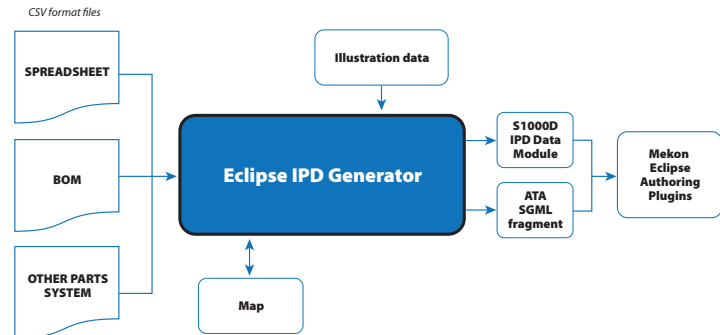 CSV format files
SPREADSHEET
BOM
OTHER PARTS
SYSTEM
Illustration data
Eclipse IPD Generator
Map
S1000D
IPD Data
Module
ATA
SGML
fragment
Mekon
Eclipse
Authoring
Plugins